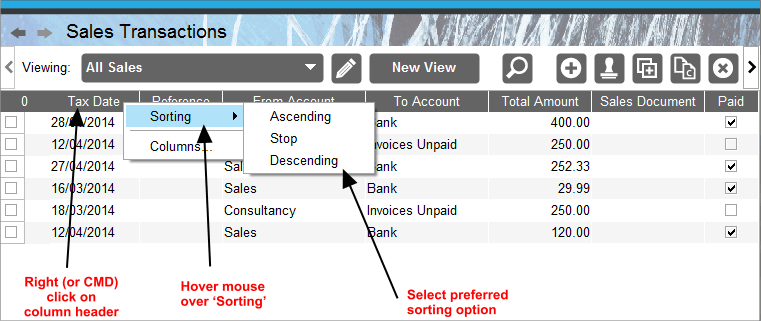 Sales Transactions
Viewing: All Sales New View
0 Tax Date Reference From Account To Account Total Amount Sales Document Paid
Sorting
Columns...
Ascending
Stop
Descending
Bank 400.00
12/04/2014 Invoices Unpaid 250.00
27/04/2014 Bank 252.33
16/03/2014 Sales Bank 29.99
18/03/2014 Consultancy Invoices Unpaid 250.00
12/04/2014 Sales Bank 120.00
Right (or CMD)
click on
column header
Hover mouse
over ‘Sorting’
Select preferred
sorting option